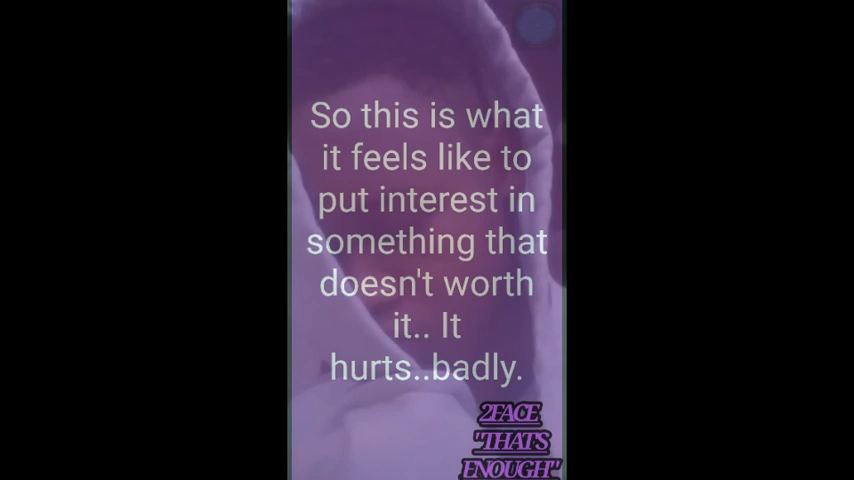 So this is what
it feels like to
put interest in
something that
doesn't worth
it.. It
hurts..badly.
2FACE
"THAT'S
ENOUGH"